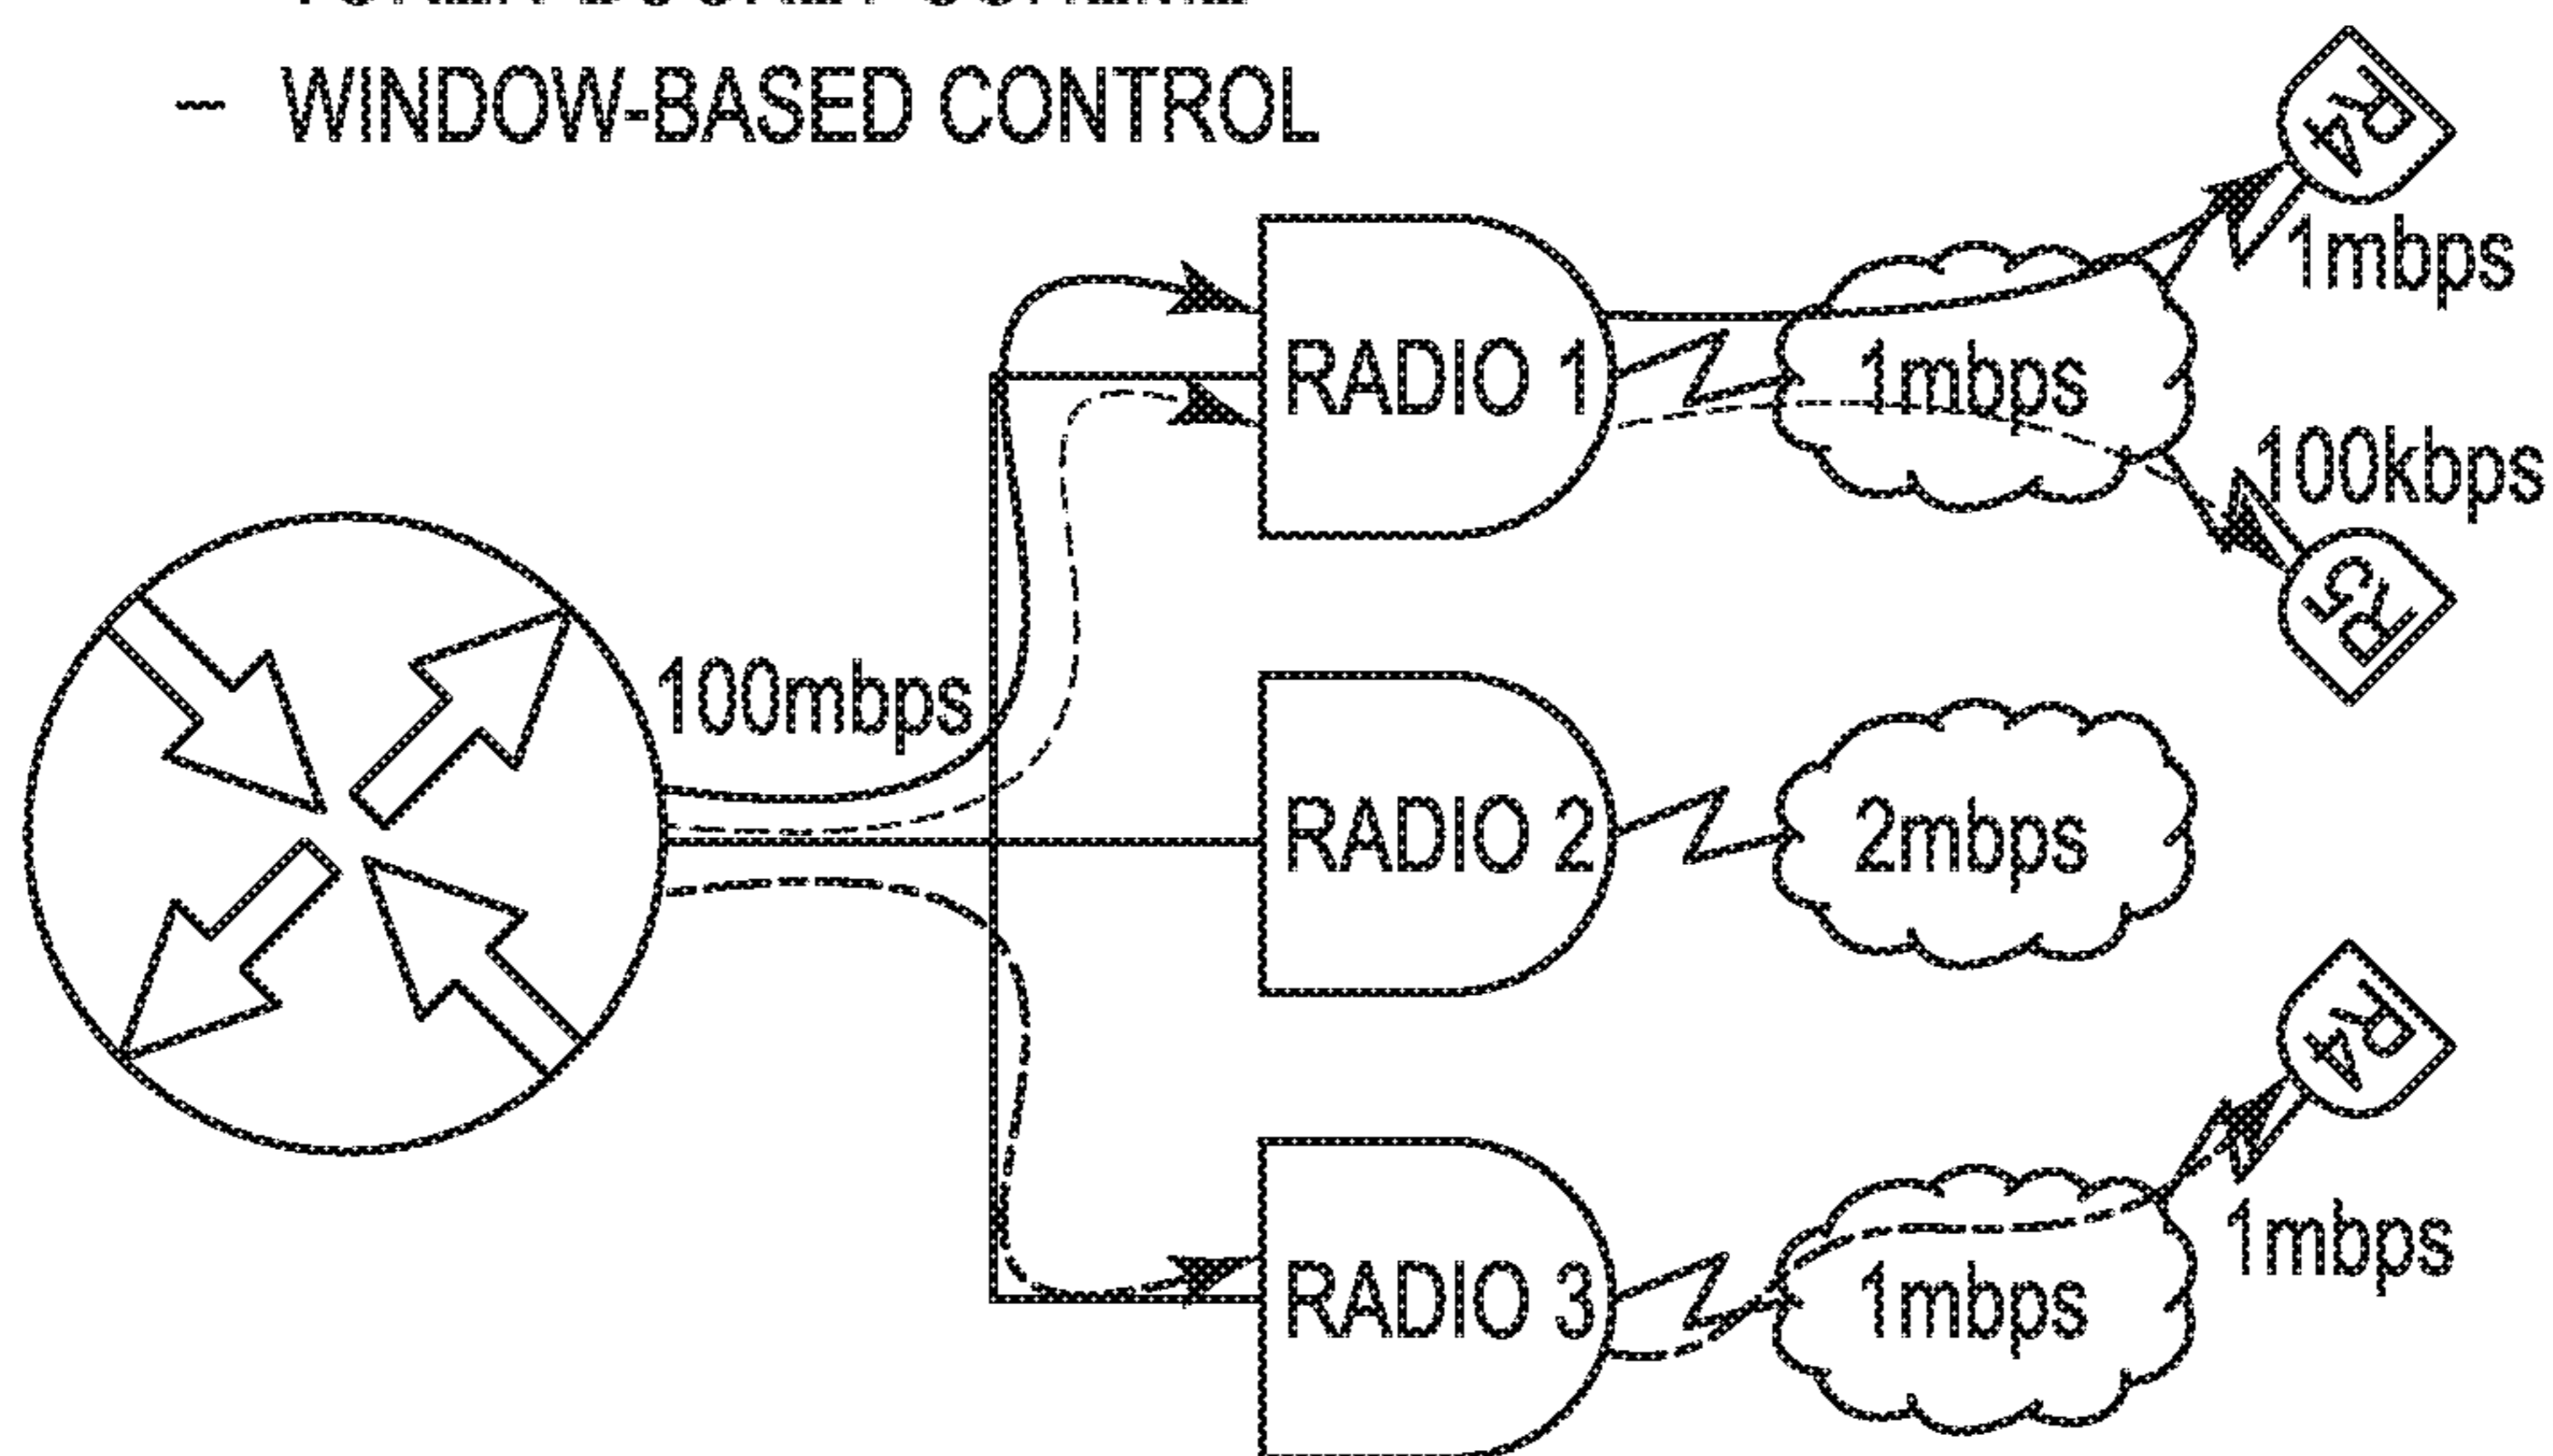 – WINDOW-BASED CONTROL
R4
1mbps
RADIO 1
1mbps
100kbps
R5
100mbps
RADIO 2
2mbps
R4
RADIO 3
1mbps
1mbps